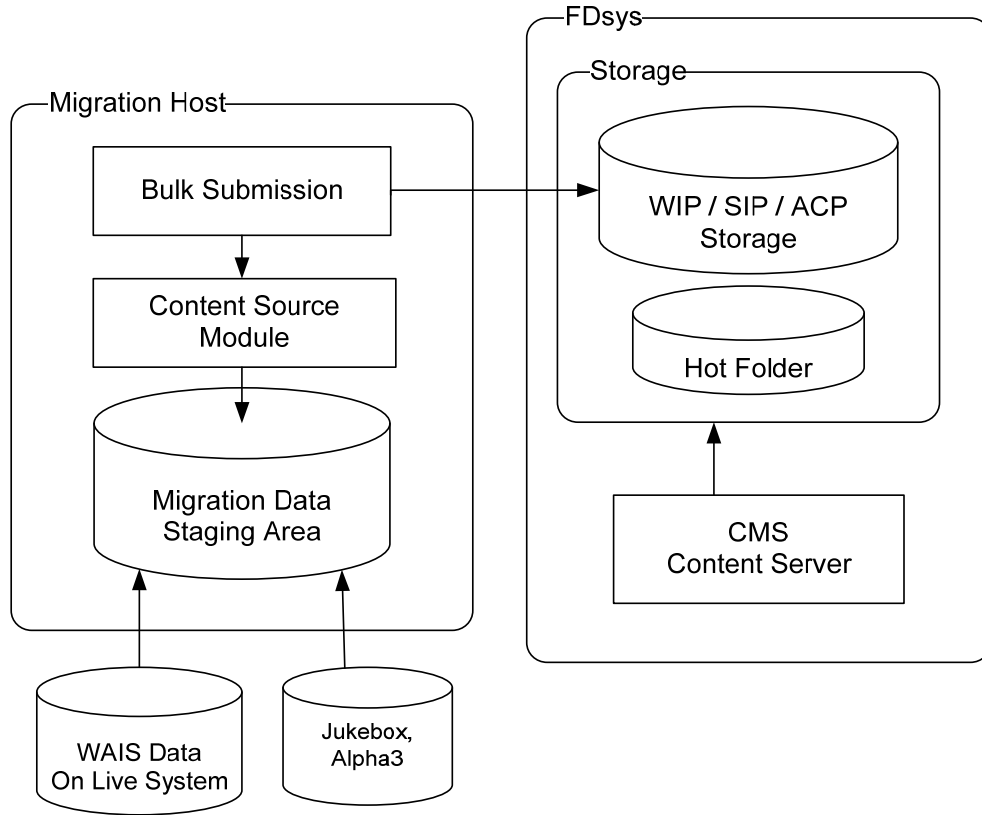 FDsys
Storage
Migration Host
Bulk Submission
WIP / SIP / ACP
Storage
Content Source
Module
Hot Folder
Migration Data
Staging Area
CMS
Content Server
WAIS Data
On Live System
Jukebox,
Alpha3